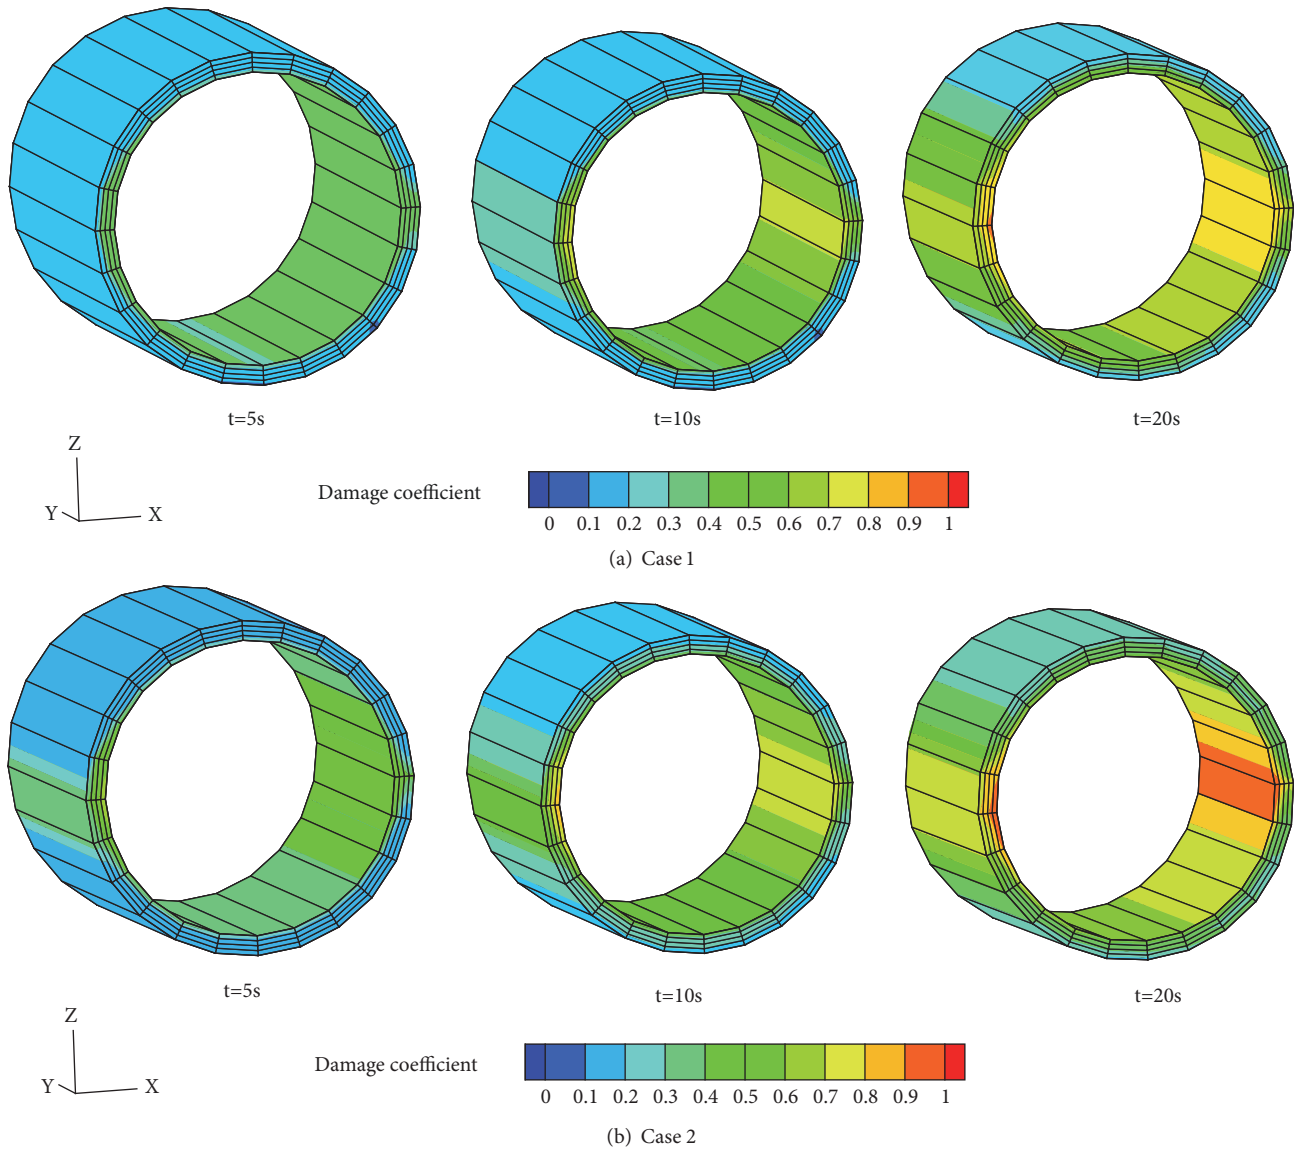 t=5s
t=10s
t=20s
Z
Y
X
Damage coefficient
0 0.1 0.2 0.3 0.4 0.5 0.6 0.7 0.8 0.9 1
(a) Case 1
t=5s
t=10s
t=20s
Z
Y
X
Damage coefficient
0 0.1 0.2 0.3 0.4 0.5 0.6 0.7 0.8 0.9 1
(b) Case 2